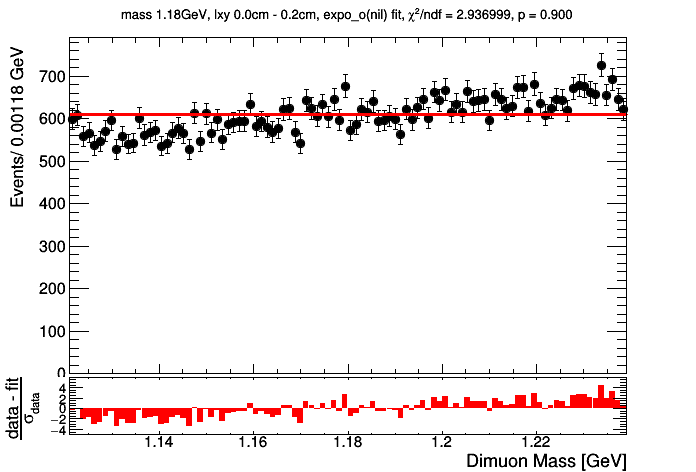 mass 1.18GeV, lxy 0.0cm - 0.2cm, expo_o(nil) fit, χ²/ndf = 2.936999, p = 0.900
Events/ 0.00118 GeV
700
600
500
400
300
200
100
0
data - fit
σdata
4
2
0
−2
−4
1.14 1.16 1.18 1.2 1.22
Dimuon Mass [GeV]